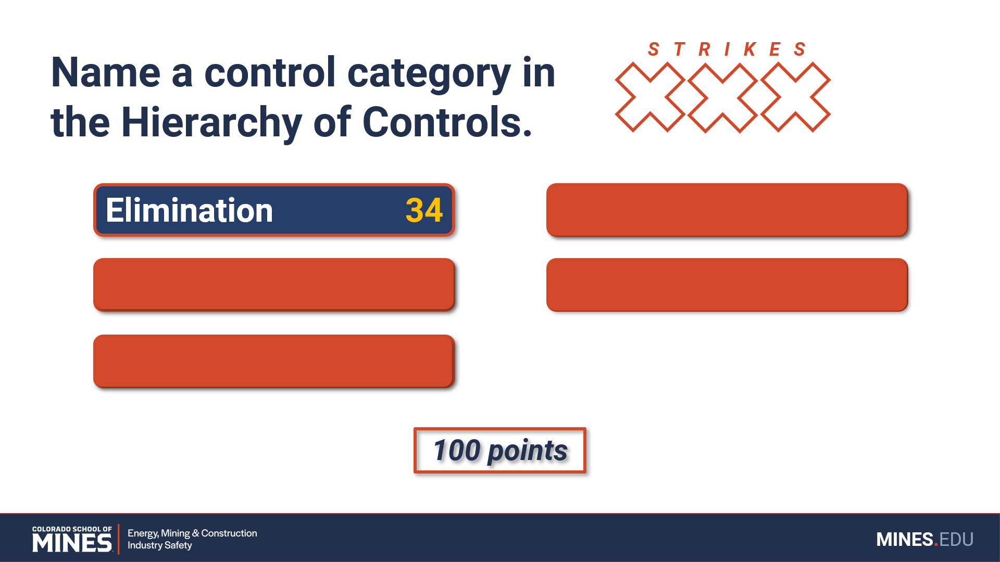 Name a control category in
the Hierarchy of Controls.
STRIKES
Elimination 34
100 points
COLORADO SCHOOL OF
MINES
Energy, Mining & Construction
Industry Safety
MINES.EDU